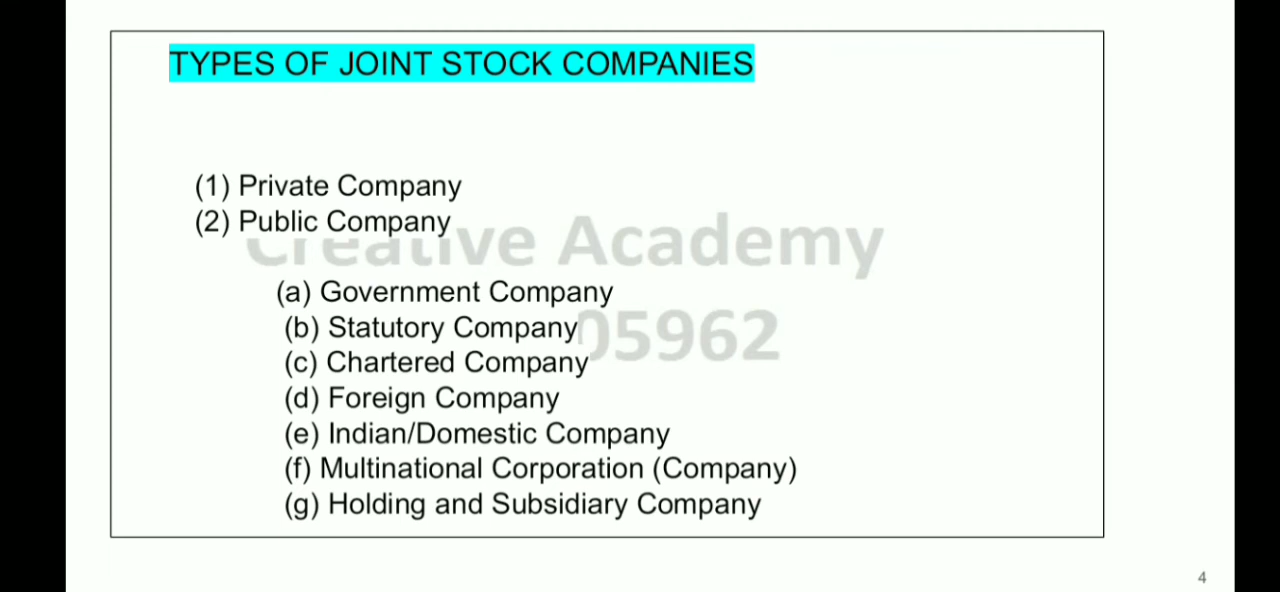 TYPES OF JOINT STOCK COMPANIES
(1) Private Company
(2) Public Company
Creative Academy
(a) Government Company
(b) Statutory Company
05962
(c) Chartered Company
(d) Foreign Company
(e) Indian/Domestic Company
(f) Multinational Corporation (Company)
(g) Holding and Subsidiary Company
4